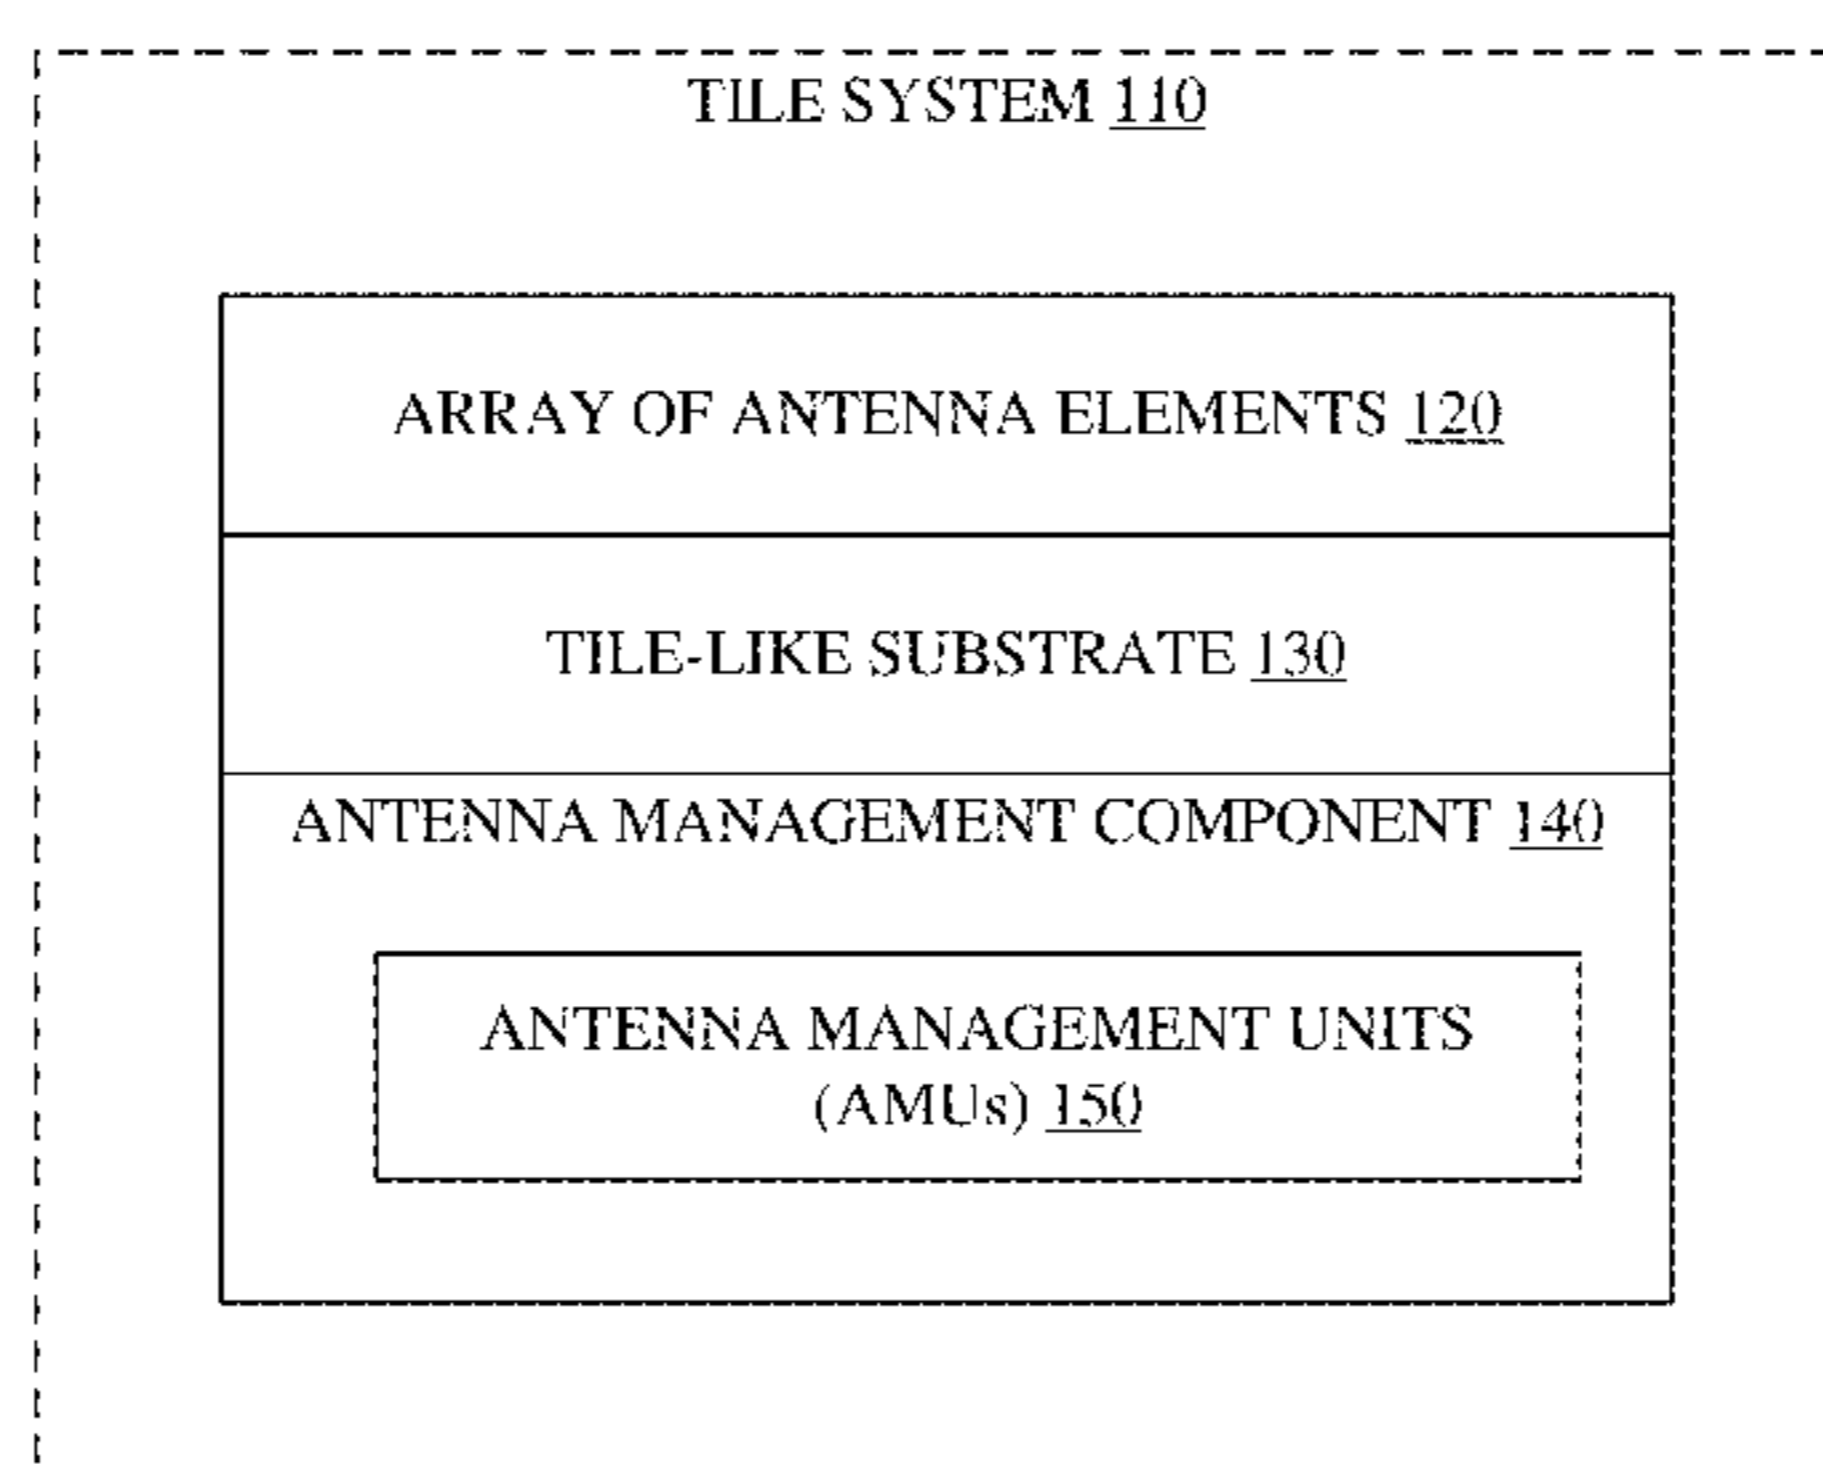 TILE SYSTEM 110
ARRAY OF ANTENNA ELEMENTS 120
TILE-LIKE SUBSTRATE 130
ANTENNA MANAGEMENT COMPONENT 140
ANTENNA MANAGEMENT UNITS
(AMUs) 150